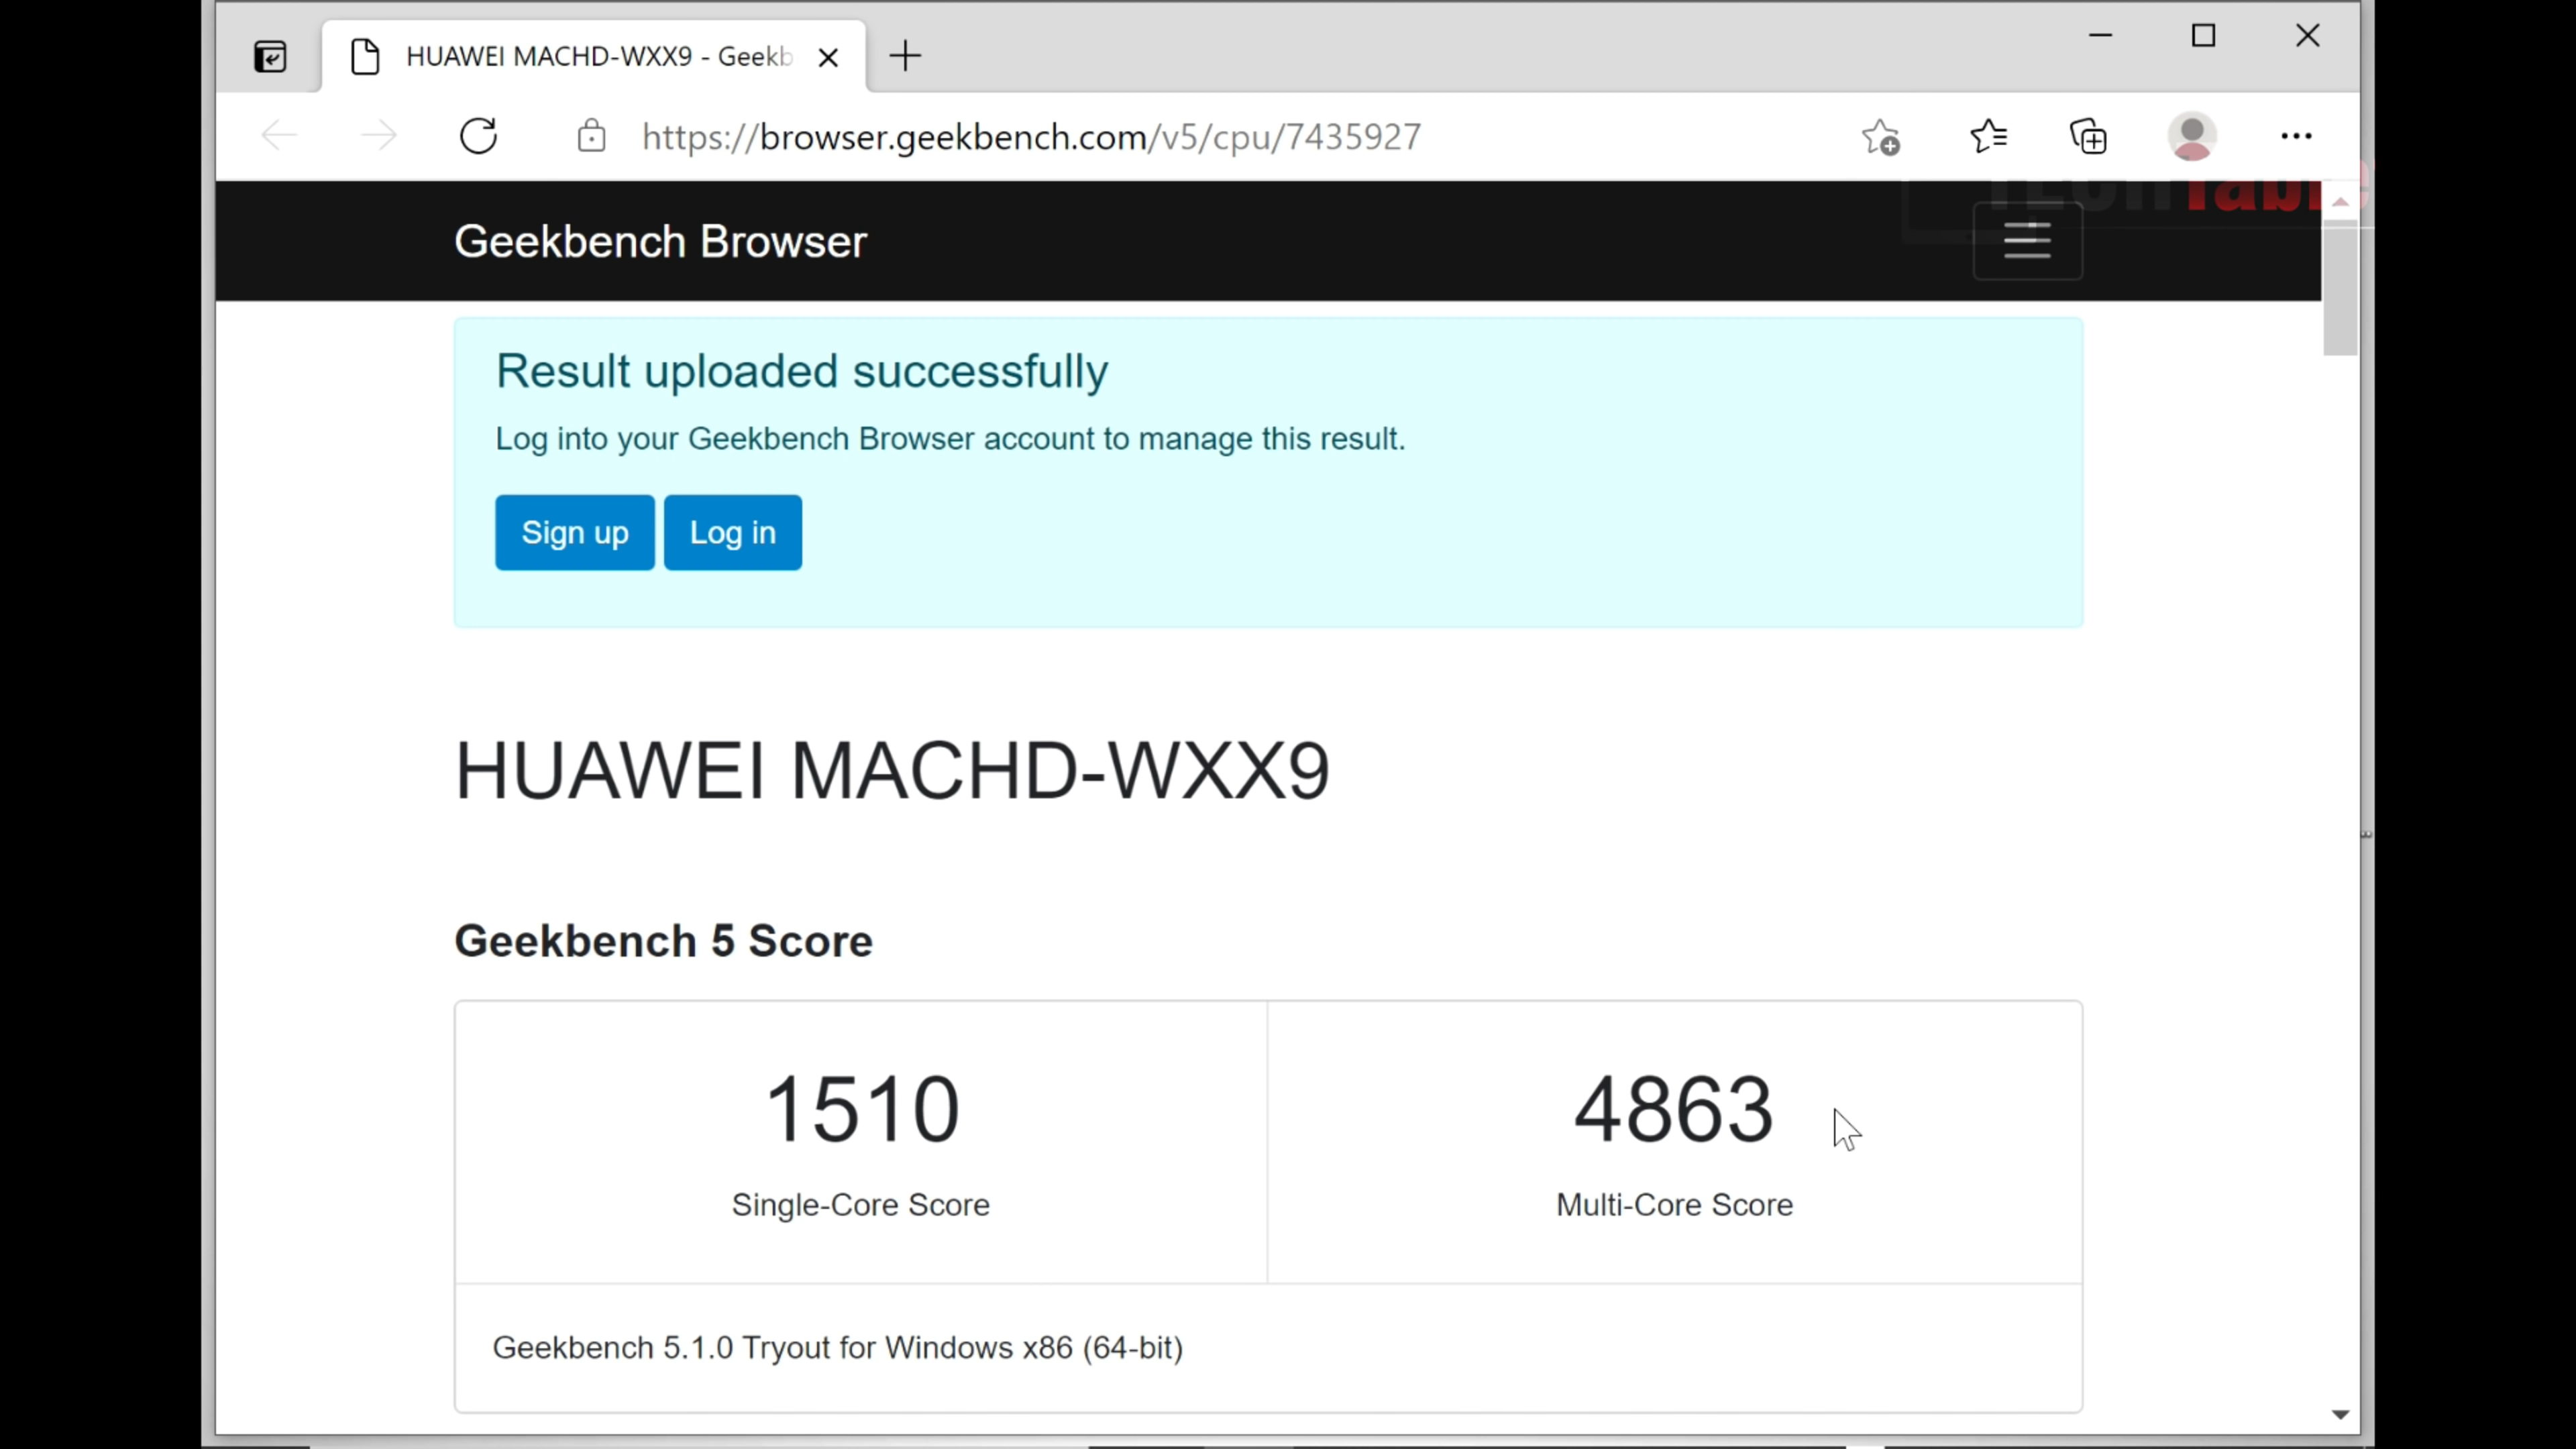 HUAWEI MACHD-WXX9 - Geekb
https://browser.geekbench.com/v5/cpu/7435927
Geekbench Browser
Result uploaded successfully
Log into your Geekbench Browser account to manage this result.
Sign up Log in
HUAWEI MACHD-WXX9
Geekbench 5 Score
1510 4863
Single-Core Score Multi-Core Score
Geekbench 5.1.0 Tryout for Windows x86 (64-bit)